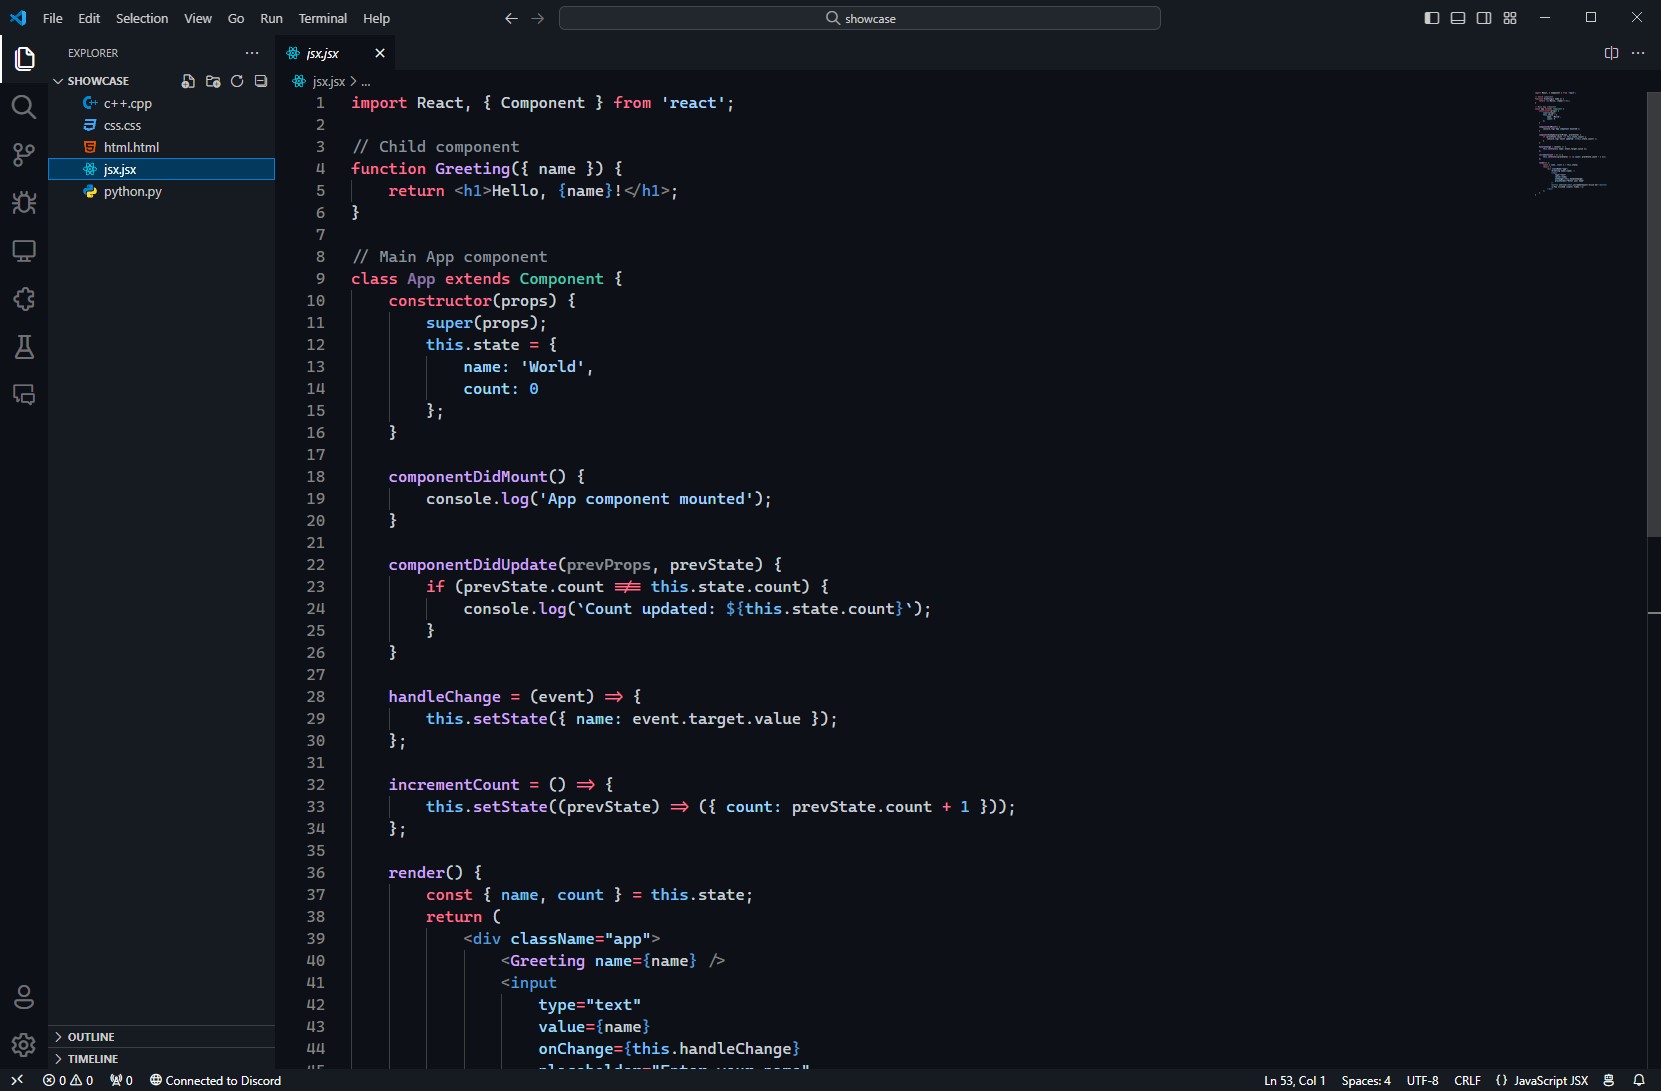 File Edit Selection View Go Run Terminal Help
showcase
EXPLORER
jsx.jsx
SHOWCASE
jsx.jsx > ...
c++.cpp
css.css
html.html
jsx.jsx
python.py
1 import React, { Component } from 'react';
2
3 // Child component
4 function Greeting({ name }) {
5 return <h1>Hello, {name}!</h1>;
6 }
7
8 // Main App component
9 class App extends Component {
10 constructor(props) {
11 super(props);
12 this.state = {
13 name: 'World',
14 count: 0
15 };
16 }
17
18 componentDidMount() {
19 console.log('App component mounted');
20 }
21
22 componentDidUpdate(prevProps, prevState) {
23 if (prevState.count !== this.state.count) {
24 console.log(`Count updated: ${this.state.count}`);
25 }
26 }
27
28 handleChange = (event) => {
29 this.setState({ name: event.target.value });
30 };
31
32 incrementCount = () => {
33 this.setState((prevState) => ({ count: prevState.count + 1 }));
34 };
35
36 render() {
37 const { name, count } = this.state;
38 return (
39 <div className="app">
40 <Greeting name={name} />
41 <input
42 type="text"
43 value={name}
44 onChange={this.handleChange}
45 placeholder="Enter your name"
OUTLINE
TIMELINE
0 0 0 Connected to Discord
Ln 53, Col 1 Spaces: 4 UTF-8 CRLF {} JavaScript JSX